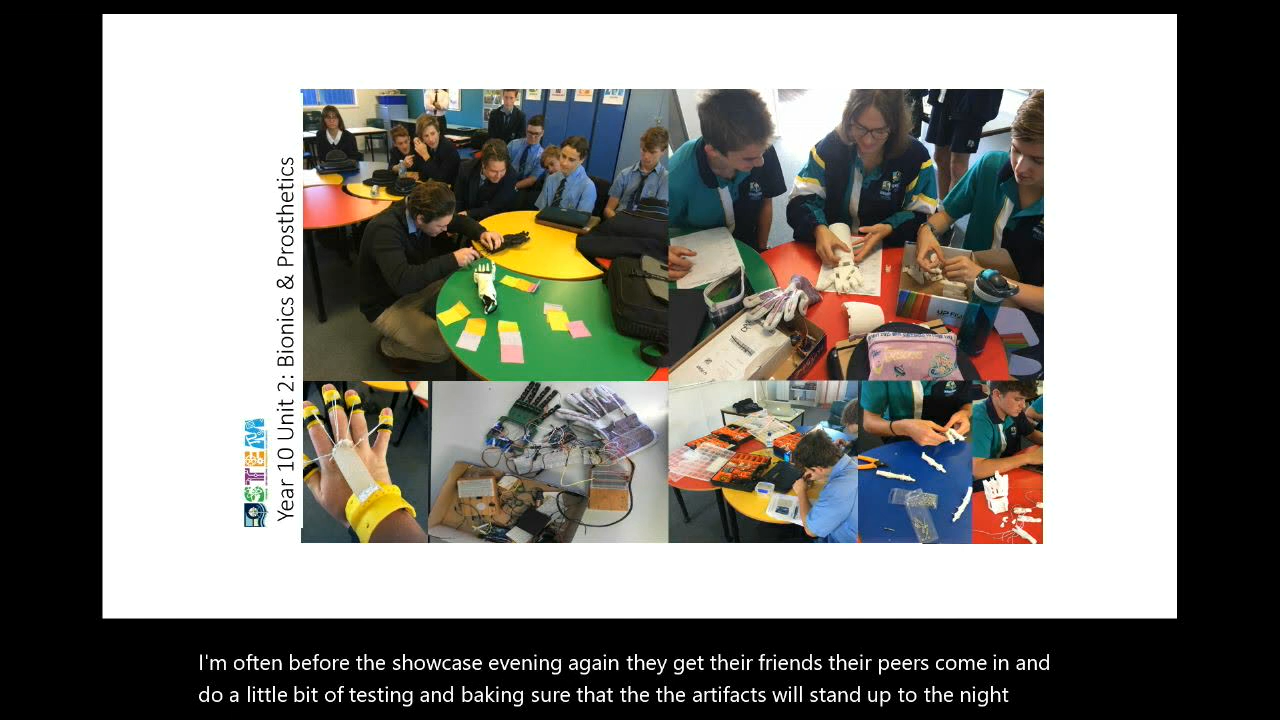 STEM
Year 10 Unit 2: Bionics & Prosthetics
I'm often before the showcase evening again they get their friends their peers come in and
do a little bit of testing and baking sure that the the artifacts will stand up to the night